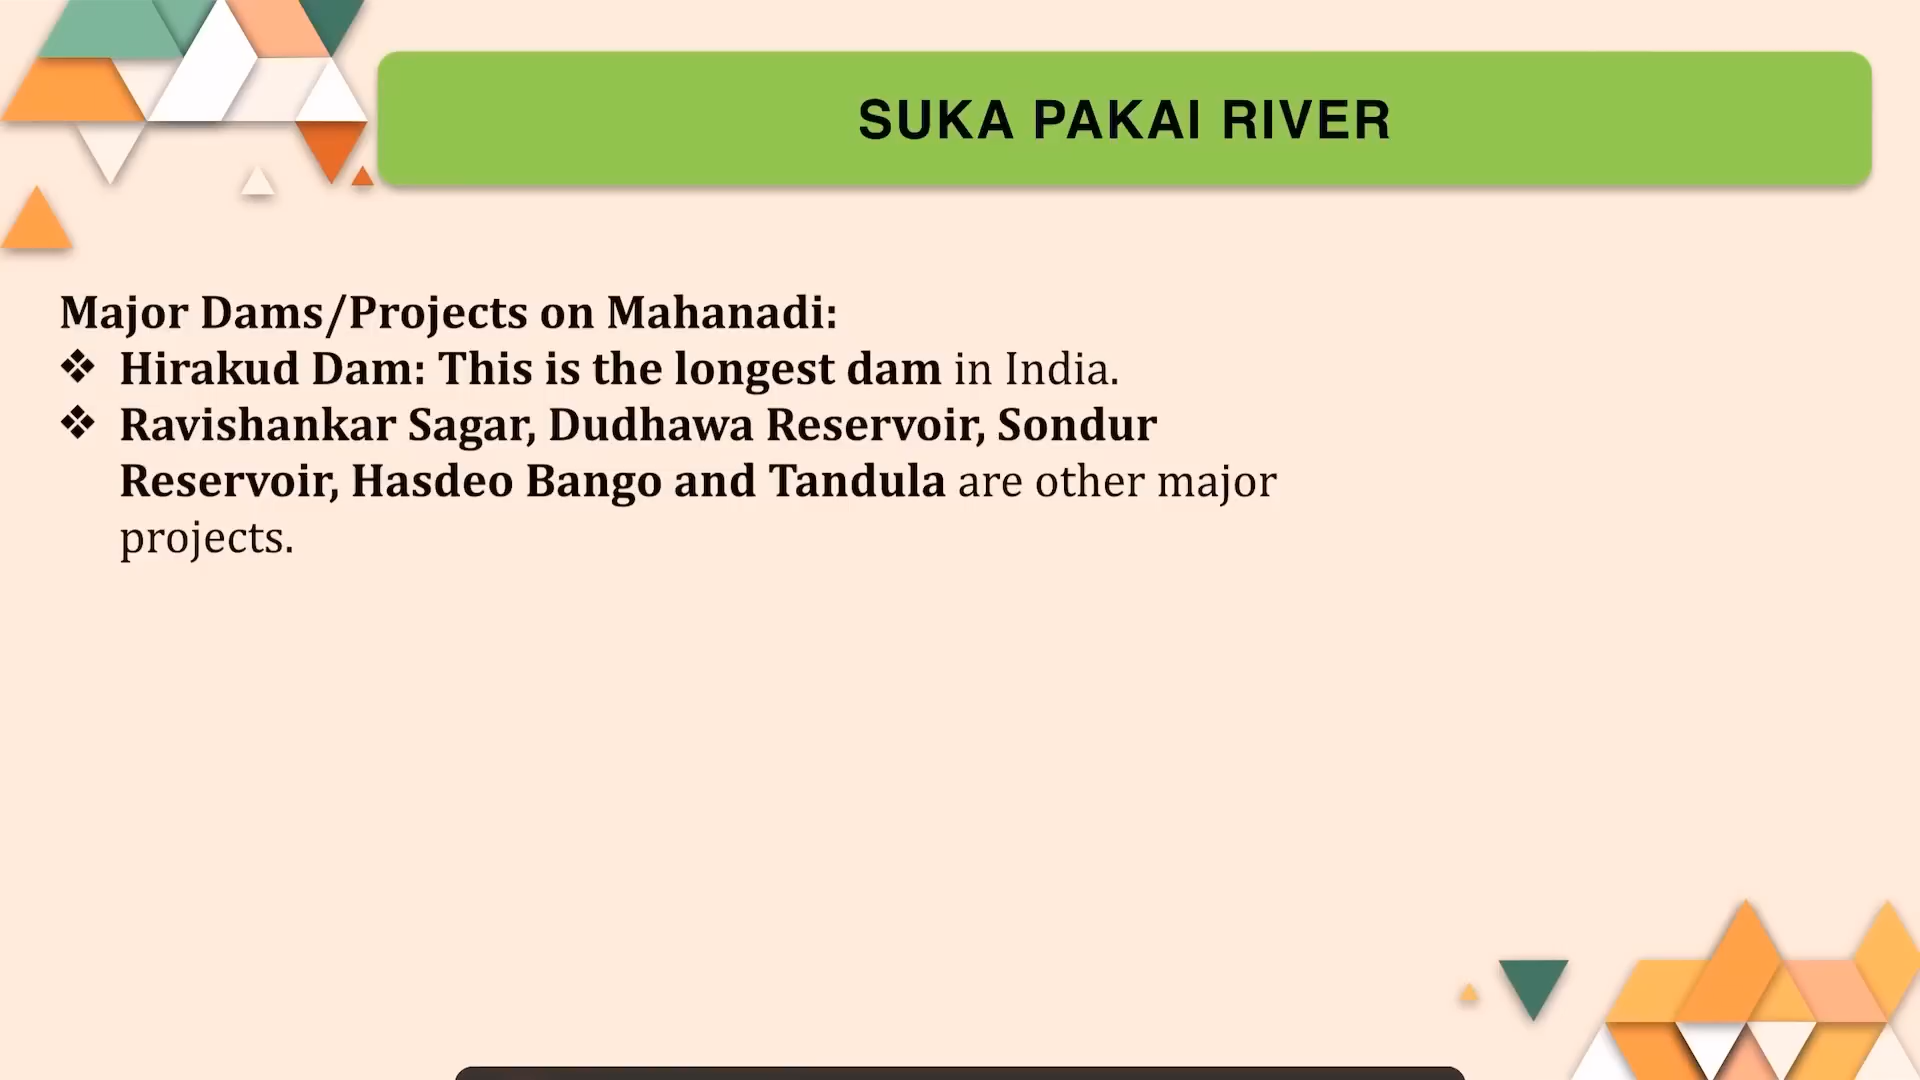 SUKA PAKAI RIVER
Major Dams/Projects on Mahanadi:
❖ Hirakud Dam: This is the longest dam in India.
❖ Ravishankar Sagar, Dudhawa Reservoir, Sondur
Reservoir, Hasdeo Bango and Tandula are other major
projects.